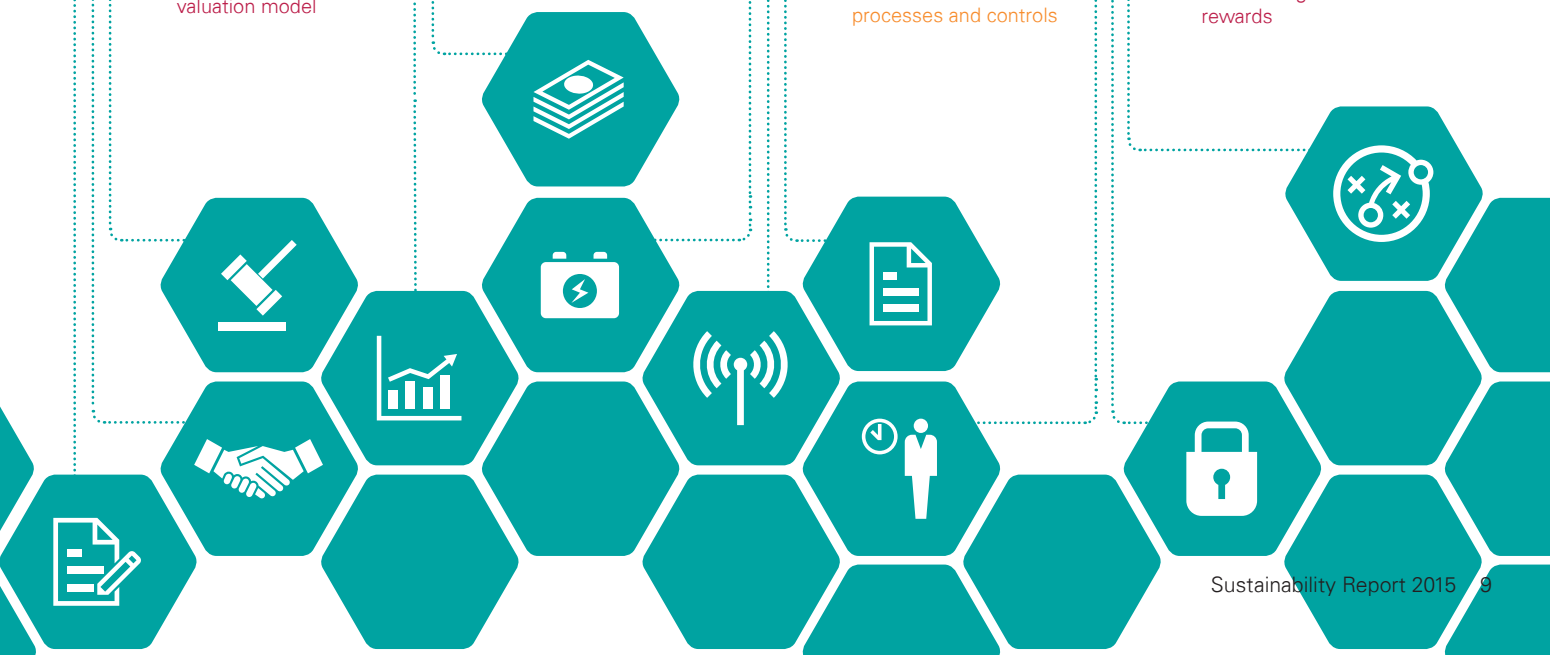 valuation model
processes and controls
rewards
Sustainability Report 2015 9